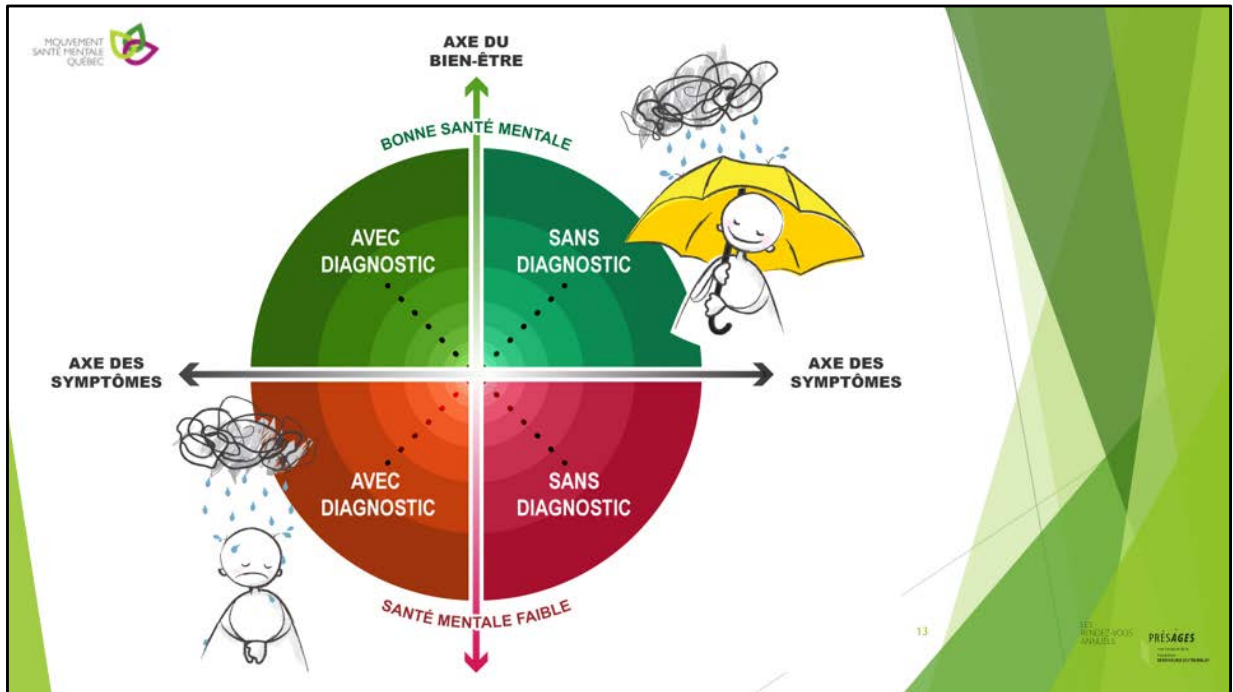 MOUVEMENT
SANTÉ MENTALE
QUÉBEC
AXE DU
BIEN-ÊTRE
BONNE SANTÉ MENTALE
AVEC
DIAGNOSTIC
SANS
DIAGNOSTIC
AXE DES
SYMPTÔMES
AXE DES
SYMPTÔMES
AVEC
DIAGNOSTIC
SANS
DIAGNOSTIC
SANTÉ MENTALE FAIBLE
13
LES
RENDEZ-VOUS
ANNUELS
PRÉSÂGES